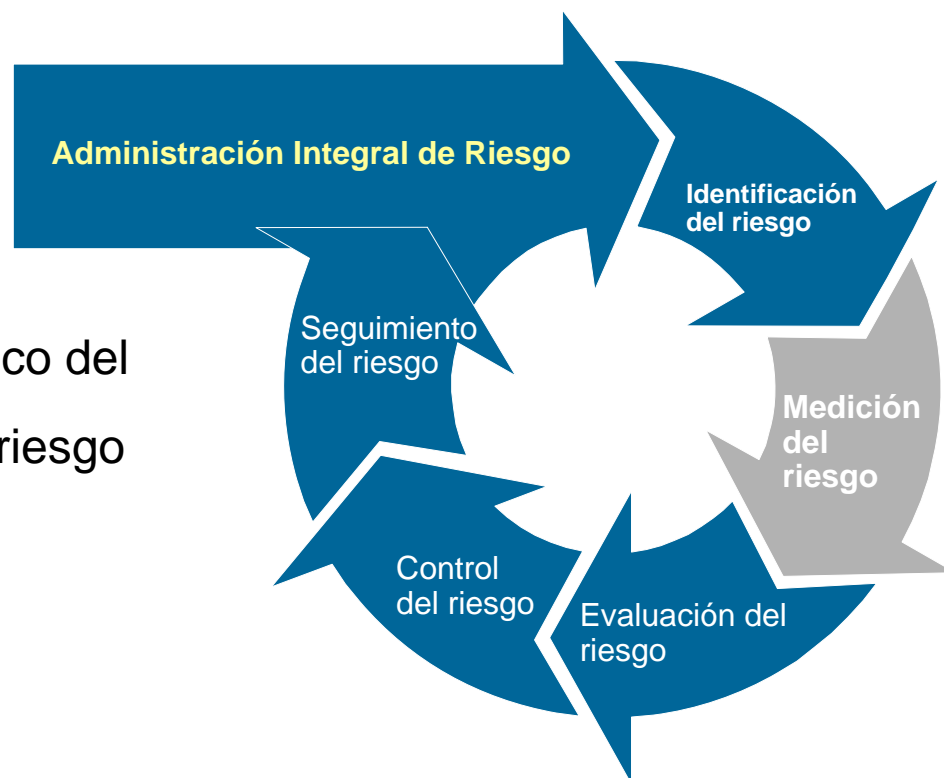 Administración Integral de Riesgo
Identificación
del riesgo
Medición
del
riesgo
Evaluación del
riesgo
Control
del riesgo
Seguimiento
del riesgo
co del
riesgo